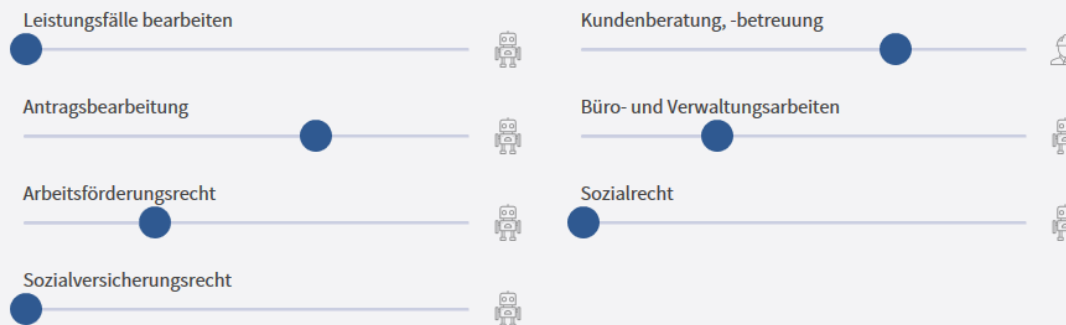 Leistungsfälle bearbeiten
Kundenberatung, -betreuung
Antragsbearbeitung
Büro- und Verwaltungsarbeiten
Arbeitsförderungsrecht
Sozialrecht
Sozialversicherungsrecht